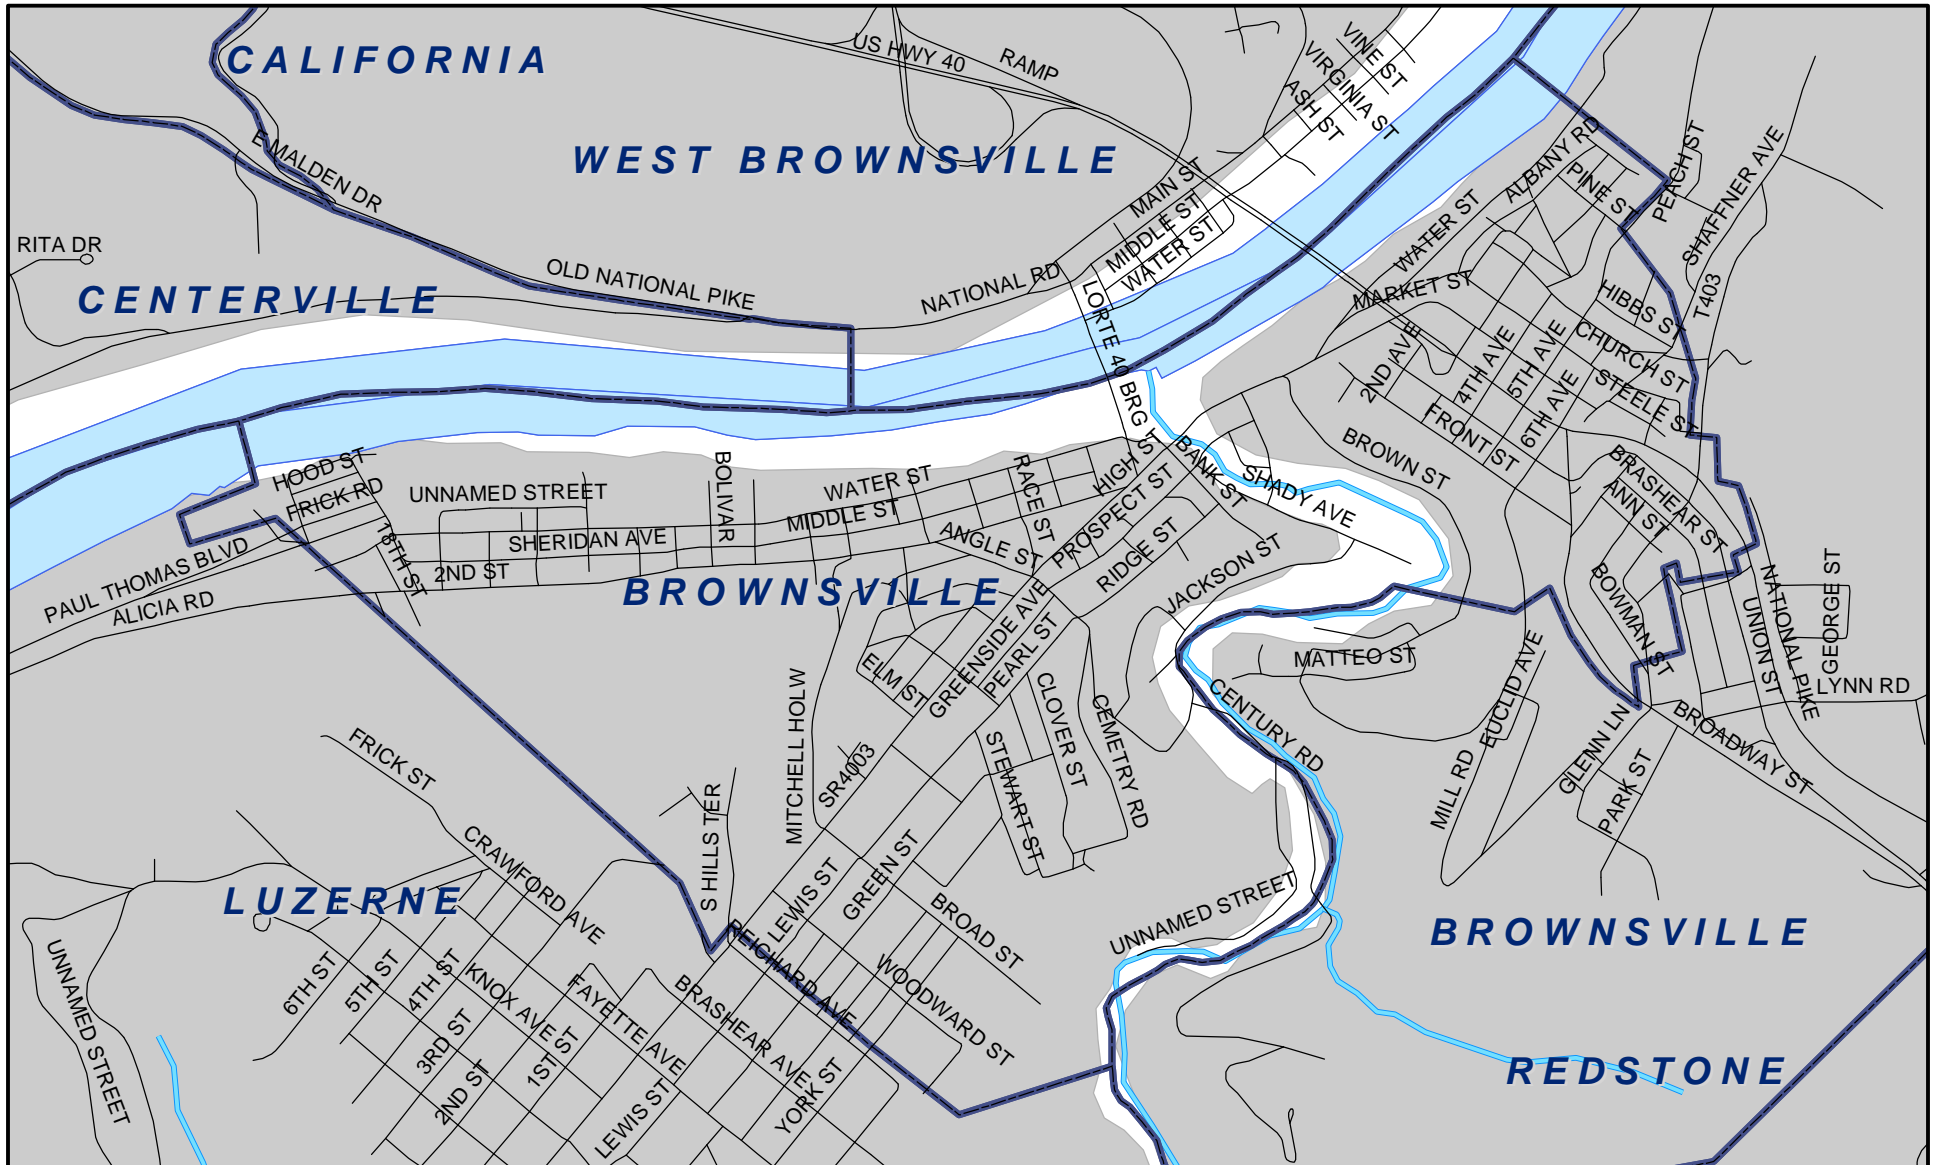 CALIFORNIA
US HWY 40
RAMP
VINE ST
VIRGINIA ST
ASH ST
WEST BROWNSVILLE
E MALDEN DR
MAIN ST
MIDDLE ST
WATER ST
ALBANY RD
PINE ST
PEACH ST
SHAFFNER AVE
WATER ST
RITA DR
OLD NATIONAL PIKE
NATIONAL RD
CENTERVILLE
MARKET ST
HIBBS ST
T403
LORTE 40 BRG
2ND AVE
4TH AVE
5TH AVE
6TH AVE
CHURCH ST
STEELE ST
FRONT ST
BROWN ST
HOOD ST
FRICK RD
UNNAMED STREET
BOLIVAR
WATER ST
MIDDLE ST
RACE ST
HIGH ST
BANK ST
PROSPECT ST
SHADY AVE
BRASHEAR ST
ANN ST
18TH ST
SHERIDAN AVE
2ND ST
ANGLE ST
RIDGE ST
JACKSON ST
PAUL THOMAS BLVD
ALICIA RD
BROWNSVILLE
BOWMAN ST
NATIONAL PIKE
UNION ST
GEORGE ST
LYNN RD
GREENSIDE AVE
PEARL ST
ELM ST
MATTEO ST
EUCLID AVE
CENTURY RD
CLOVER ST
CEMETRY RD
STEWART ST
MITCHELL HOLW
SR4003
FRICK ST
S HILLS TER
MILL RD
GLENN LN
PARK ST
BROADWAY ST
CRAWFORD AVE
LUZERNE
LEWIS ST
GREEN ST
BROAD ST
UNNAMED STREET
BROWNSVILLE
REICHARD AVE
WOODWARD ST
UNNAMED STREET
6TH ST
5TH ST
4TH ST
KNOX AVE
FAYETTE AVE
BRASHEAR AVE
3RD ST
2ND ST
1ST ST
LEWIS ST
YORK ST
REDSTONE